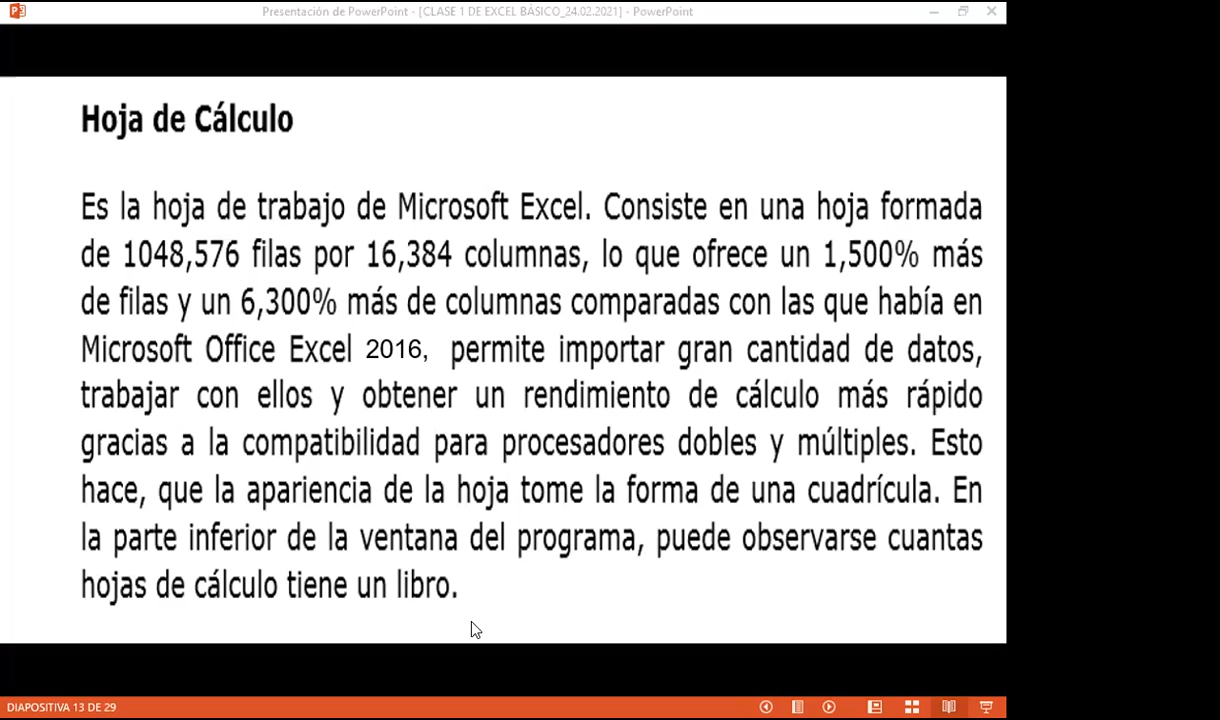 Presentación de PowerPoint - [CLASE 1 DE EXCEL BÁSICO_24.02.2021] - PowerPoint
Hoja de Cálculo
Es la hoja de trabajo de Microsoft Excel. Consiste en una hoja formada
de 1048,576 filas por 16,384 columnas, lo que ofrece un 1,500% más
de filas y un 6,300% más de columnas comparadas con las que había en
Microsoft Office Excel 2016, permite importar gran cantidad de datos,
trabajar con ellos y obtener un rendimiento de cálculo más rápido
gracias a la compatibilidad para procesadores dobles y múltiples. Esto
hace, que la apariencia de la hoja tome la forma de una cuadrícula. En
la parte inferior de la ventana del programa, puede observarse cuantas
hojas de cálculo tiene un libro.
DIAPOSITIVA 13 DE 29